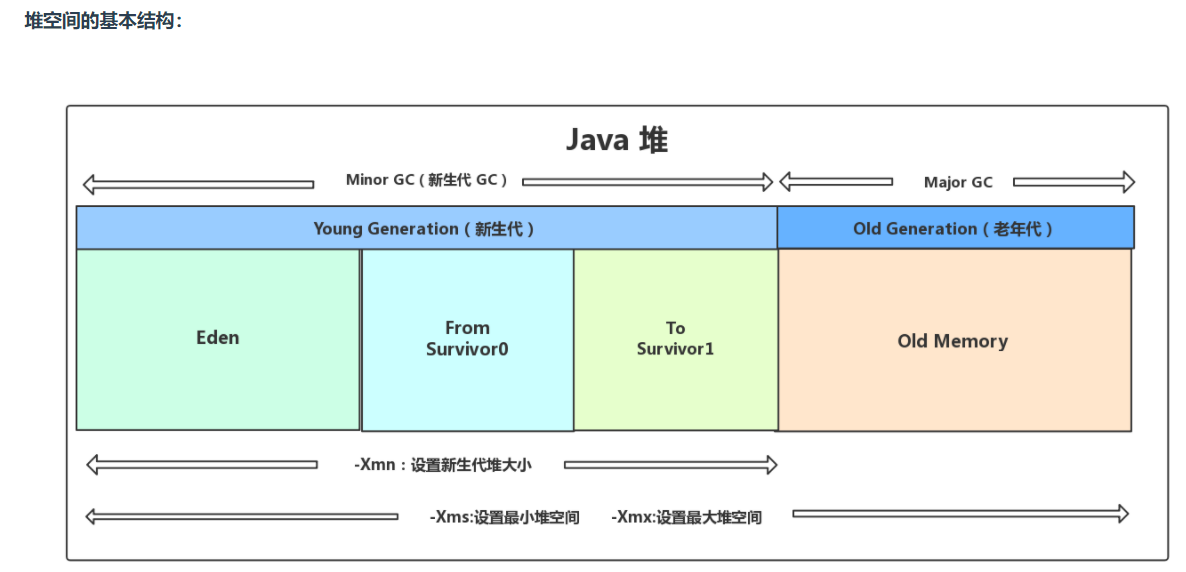 堆空间的基本结构：
Java 堆
Minor GC（新生代 GC）
Major GC
Young Generation（新生代）
Old Generation（老年代）
Eden
From
Survivor0
To
Survivor1
Old Memory
-Xmn：设置新生代堆大小
-Xms:设置最小堆空间
-Xmx:设置最大堆空间